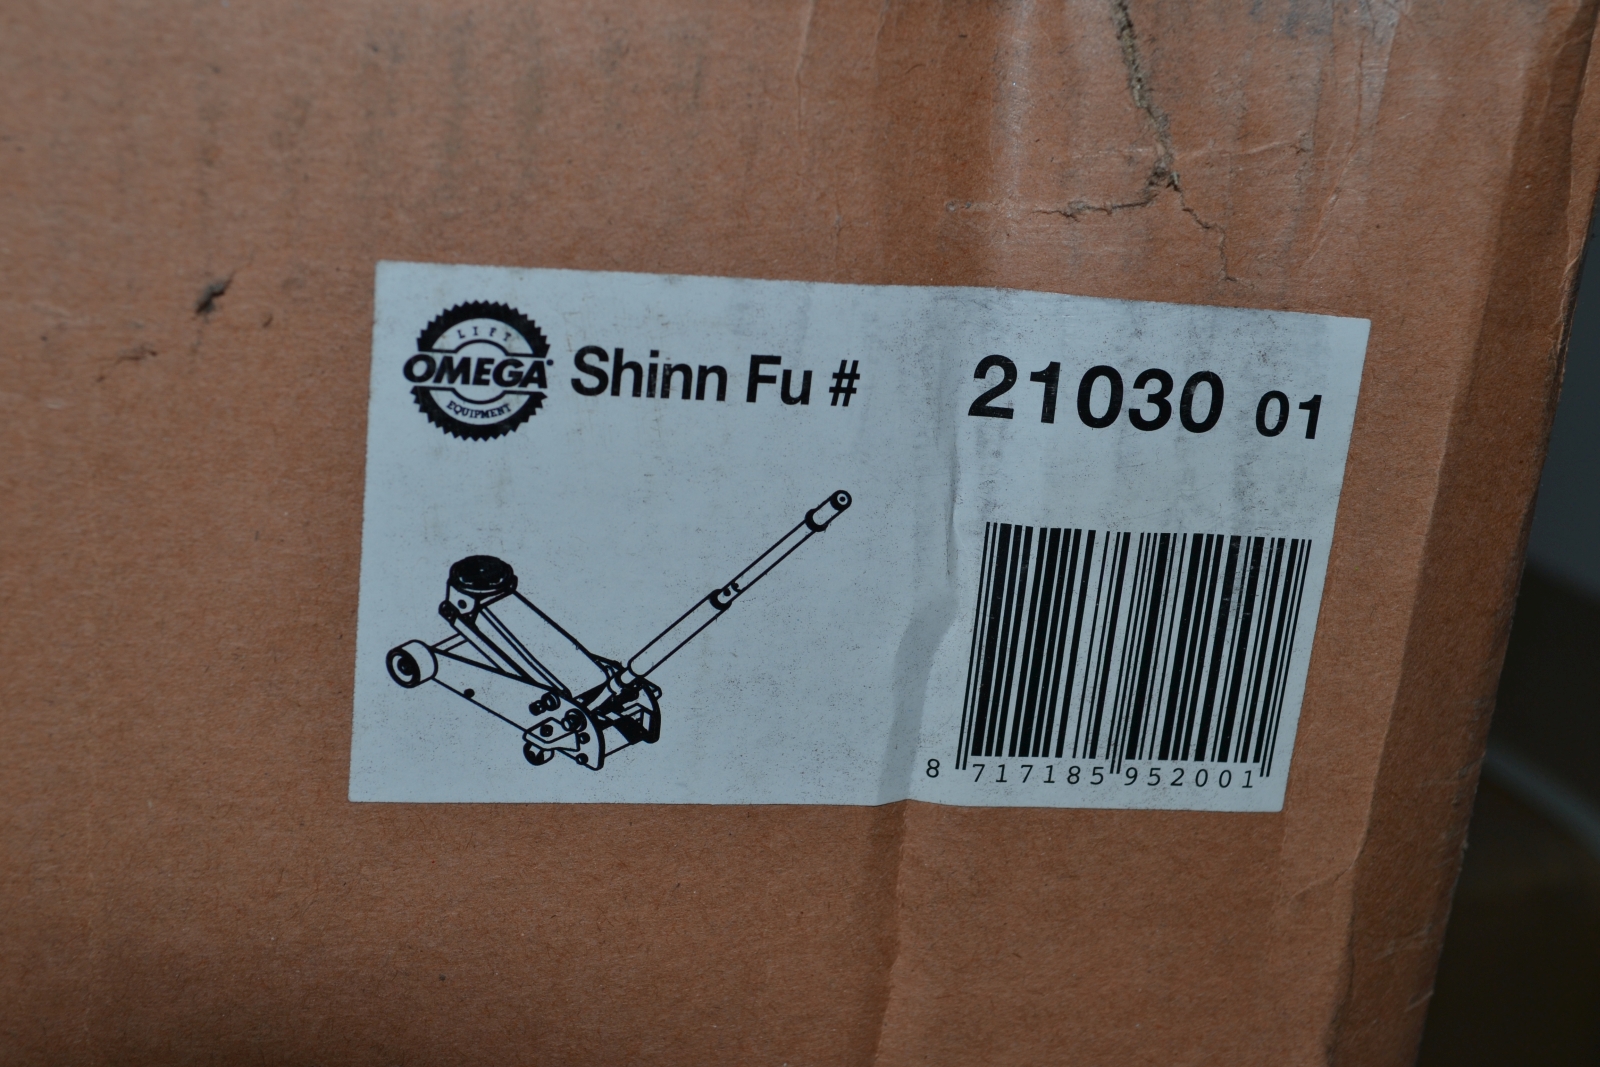 LIFT
OMEGA
EQUIPMENT
Shinn Fu # 21030 01
8 717185 952001